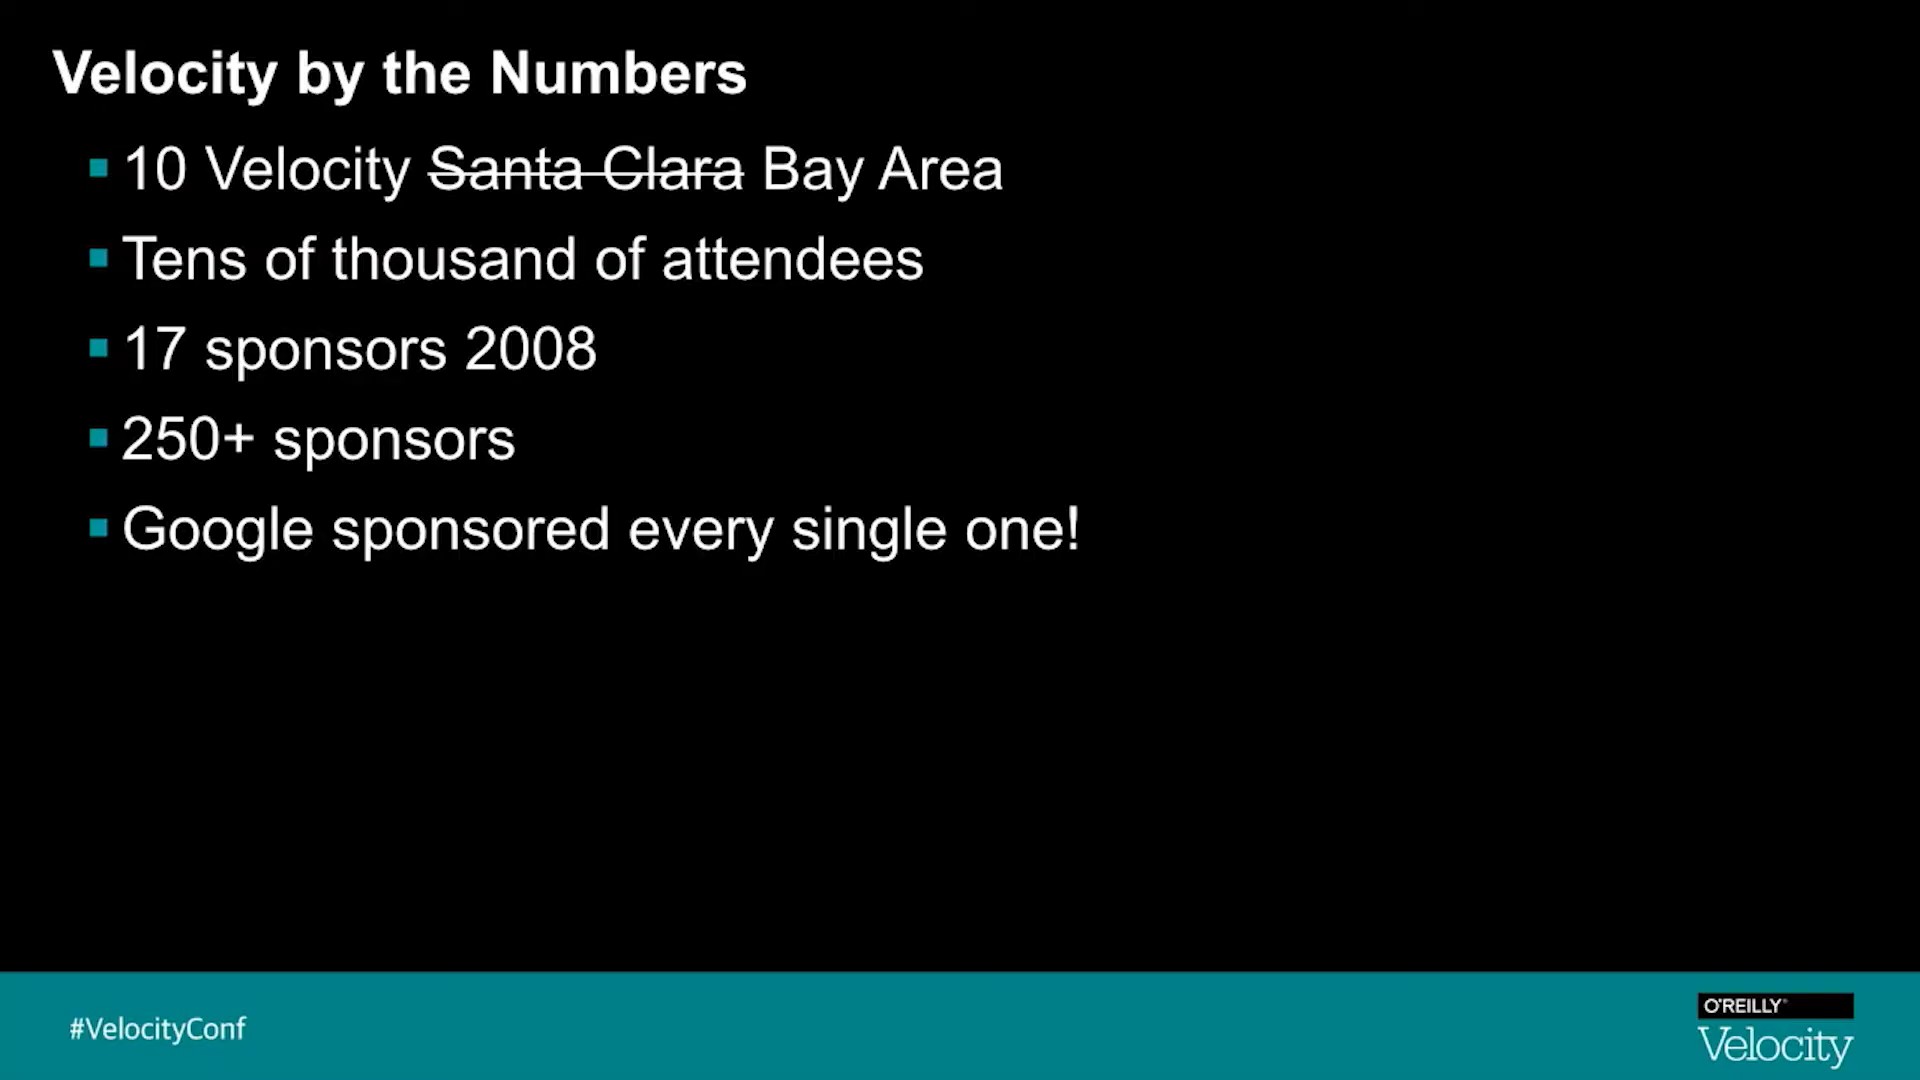 Velocity by the Numbers
10 Velocity Santa Clara Bay Area
Tens of thousand of attendees
17 sponsors 2008
250+ sponsors
Google sponsored every single one!
#VelocityConf
O'REILLY®
Velocity